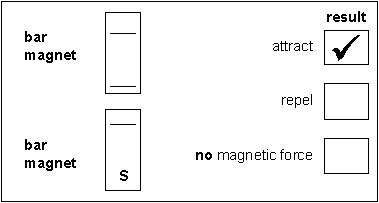 result
bar
magnet
attract
repel
bar
magnet
no magnetic force
S